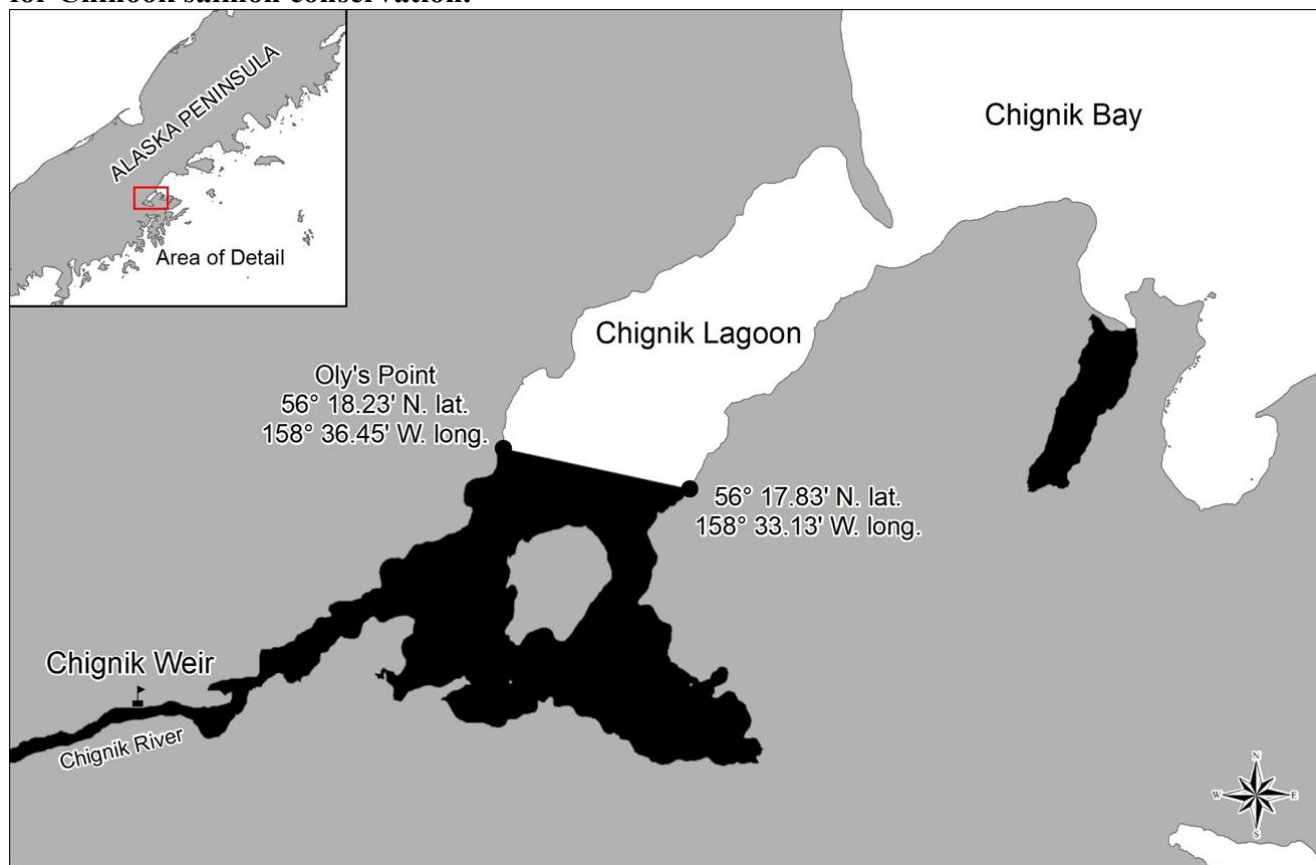 for Chinook salmon conservation.
ALASKA PENINSULA
Area of Detail
Chignik Bay
Chignik Lagoon
Oly's Point
56° 18.23' N. lat.
158° 36.45' W. long.
56° 17.83' N. lat.
158° 33.13' W. long.
Chignik Weir
Chignik River
N
W
E
S